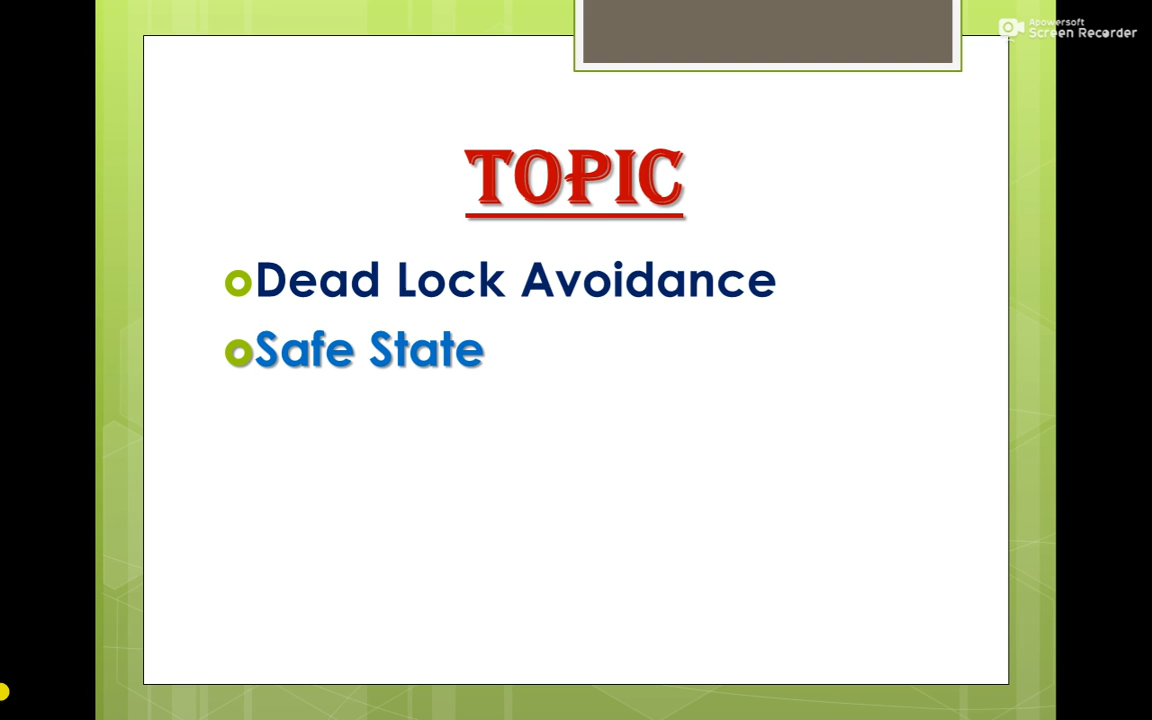 Apowersoft
Screen Recorder
TOPIC
Dead Lock Avoidance
Safe State